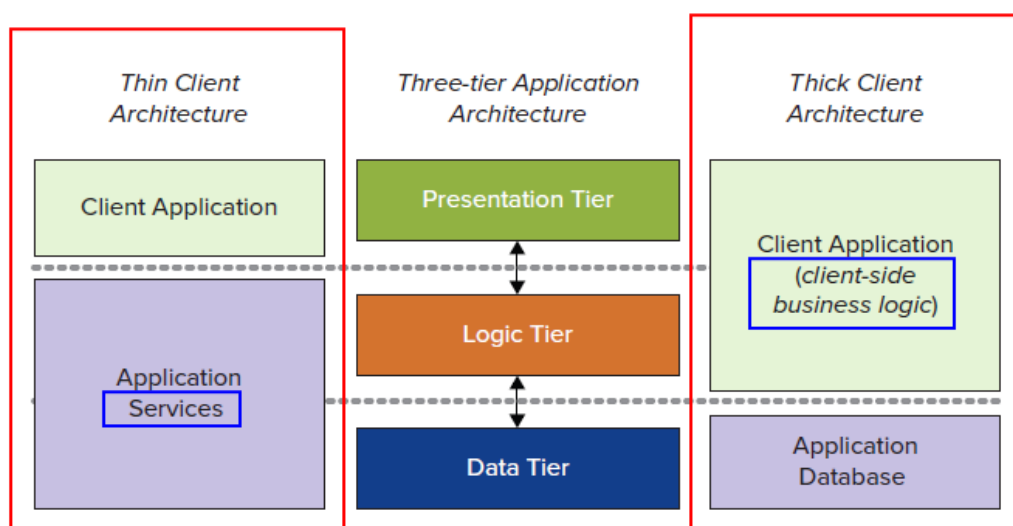 Thin Client
Architecture
Three-tier Application
Architecture
Thick Client
Architecture
Client Application
Presentation Tier
Client Application
(client-side
business logic)
Logic Tier
Application
Services
Data Tier
Application
Database